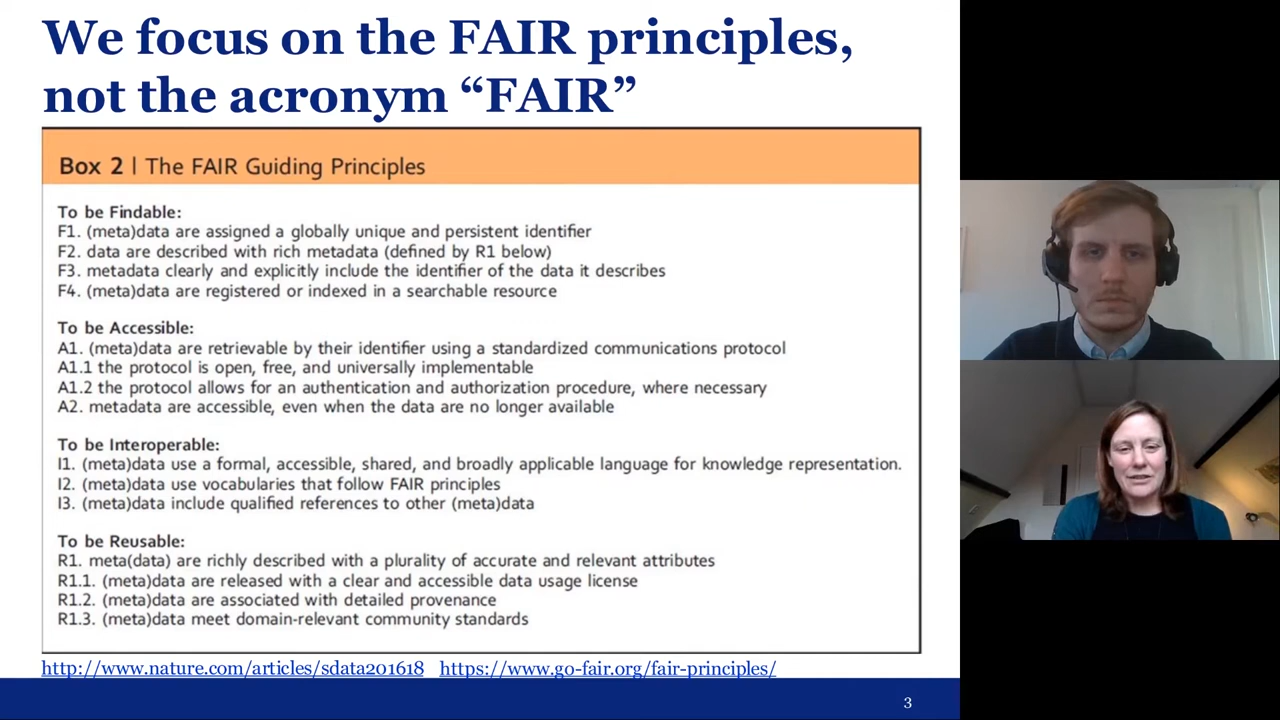 We focus on the FAIR principles,
not the acronym “FAIR”
Box 2 | The FAIR Guiding Principles
To be Findable:
F1. (meta)data are assigned a globally unique and persistent identifier
F2. data are described with rich metadata (defined by R1 below)
F3. metadata clearly and explicitly include the identifier of the data it describes
F4. (meta)data are registered or indexed in a searchable resource
To be Accessible:
A1. (meta)data are retrievable by their identifier using a standardized communications protocol
A1.1 the protocol is open, free, and universally implementable
A1.2 the protocol allows for an authentication and authorization procedure, where necessary
A2. metadata are accessible, even when the data are no longer available
To be Interoperable:
I1. (meta)data use a formal, accessible, shared, and broadly applicable language for knowledge representation.
I2. (meta)data use vocabularies that follow FAIR principles
I3. (meta)data include qualified references to other (meta)data
To be Reusable:
R1. meta(data) are richly described with a plurality of accurate and relevant attributes
R1.1. (meta)data are released with a clear and accessible data usage license
R1.2. (meta)data are associated with detailed provenance
R1.3. (meta)data meet domain-relevant community standards
http://www.nature.com/articles/sdata201618 https://www.go-fair.org/fair-principles/
3